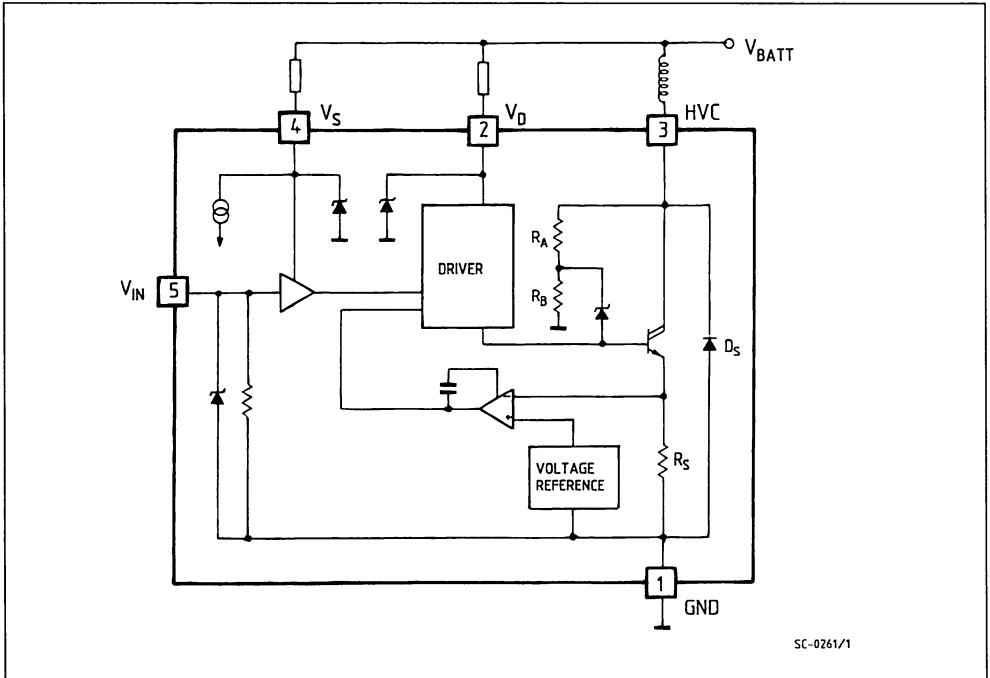 V_BATT
V_S
V_D
HVC
4
2
3
R_A
DRIVER
R_B
V_IN
5
D_S
R_S
VOLTAGE
REFERENCE
1
GND
SC-0261/1